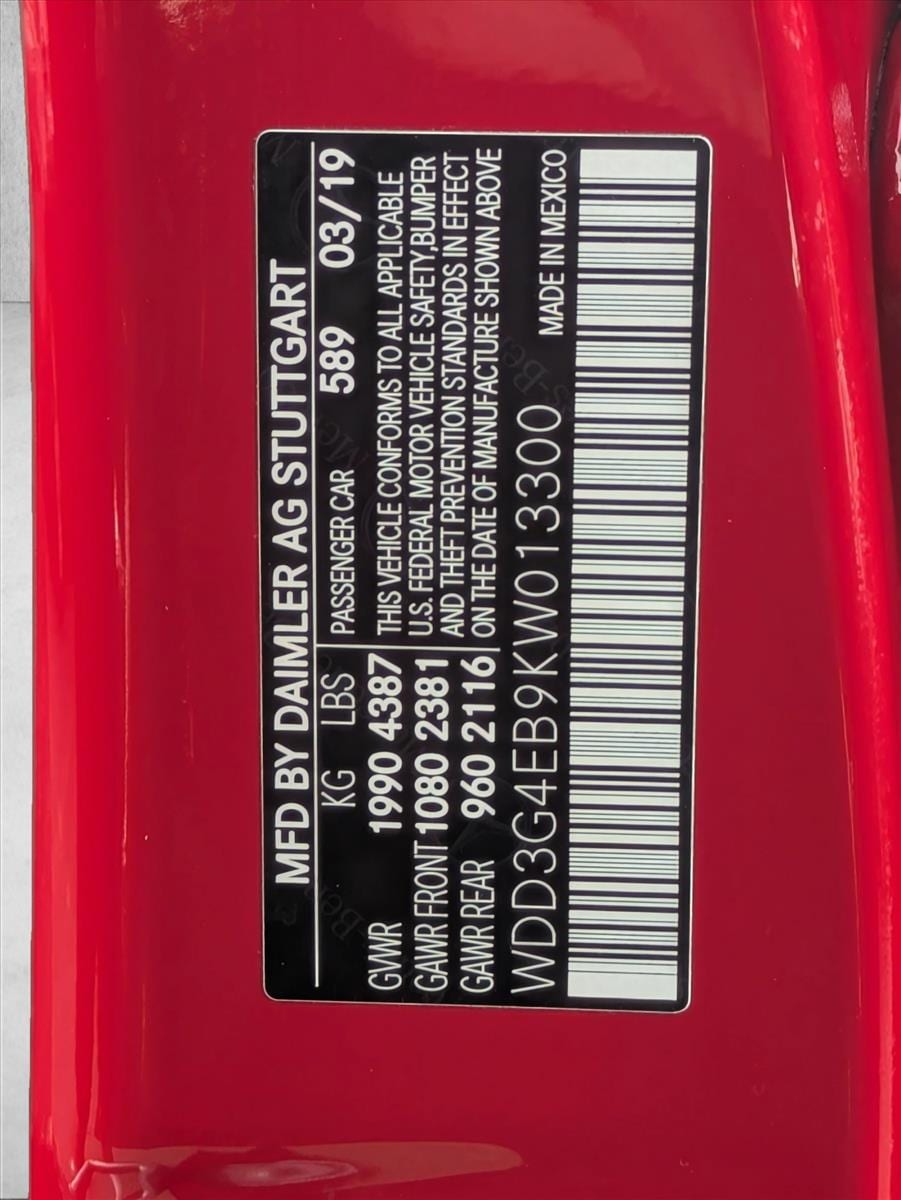 MFD BY DAIMLER AG STUTTGART
KG LBS PASSENGER CAR 589 03/19
GVWR 1990 4387
GAWR FRONT 1080 2381
GAWR REAR 960 2116
THIS VEHICLE CONFORMS TO ALL APPLICABLE
U.S. FEDERAL MOTOR VEHICLE SAFETY,BUMPER
AND THEFT PREVENTION STANDARDS IN EFFECT
ON THE DATE OF MANUFACTURE SHOWN ABOVE
WDD3G4EB9KW013300 MADE IN MEXICO